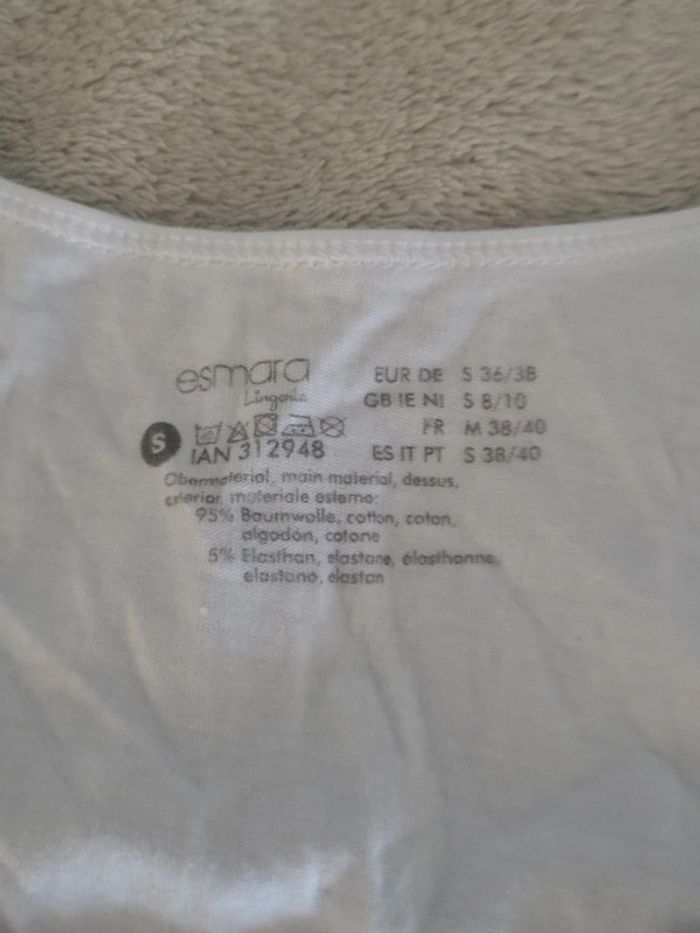 esmara
Lingerie
EUR DE S 36/38
GB IE NI S 8/10
FR M 38/40
ES IT PT S 38/40
S
IAN 312948
Obermaterial, main material, dessus,
exterior, materiale esterno:
95% Baumwolle, cotton, coton,
algodón, cotone
5% Elasthan, elastane, élasthanne,
elastano, elastan